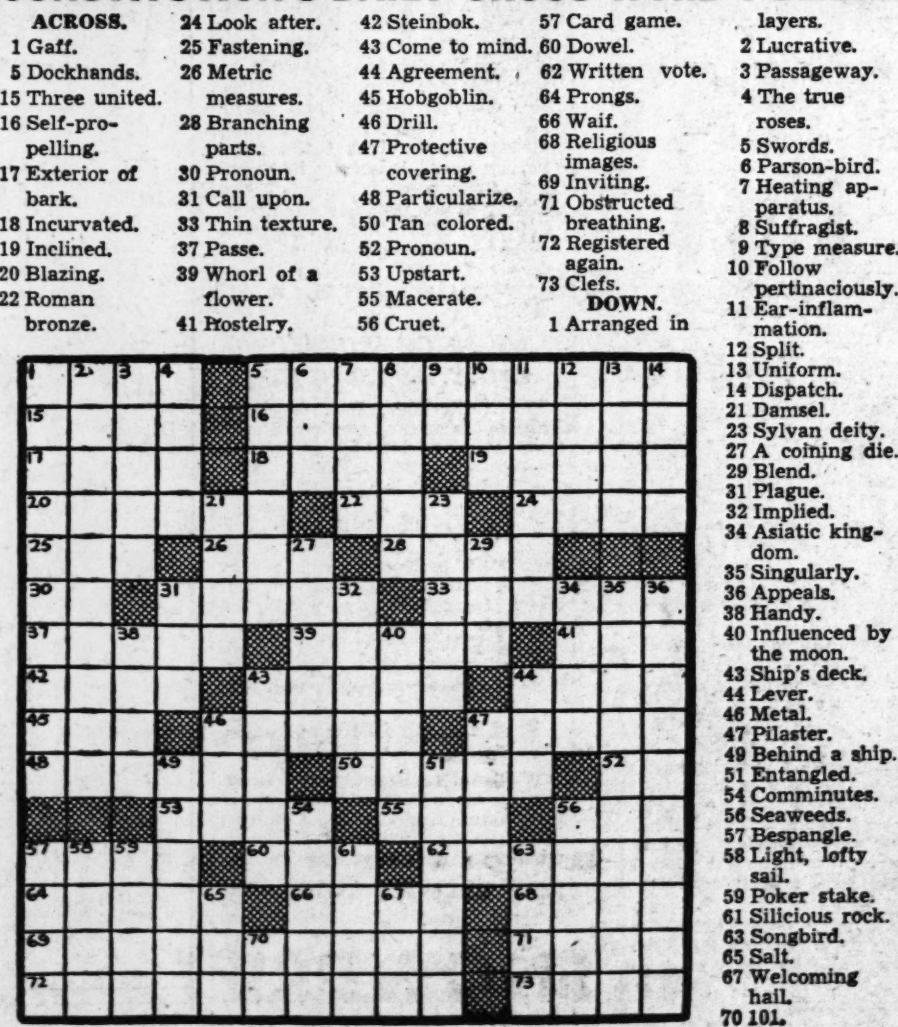 ACROSS.
1 Gaff.
5 Dockhands.
15 Three united.
16 Self-pro-
pelling.
17 Exterior of
bark.
18 Incurvated.
19 Inclined.
20 Blazing.
22 Roman
bronze.
24 Look after.
25 Fastening.
26 Metric
measures.
28 Branching
parts.
30 Pronoun.
31 Call upon.
33 Thin texture.
37 Passe.
39 Whorl of a
flower.
41 Hostelry.
42 Steinbok.
43 Come to mind.
44 Agreement.
45 Hobgoblin.
46 Drill.
47 Protective
covering.
48 Particularize.
50 Tan colored.
52 Pronoun.
53 Upstart.
55 Macerate.
56 Cruet.
57 Card game.
60 Dowel.
62 Written vote.
64 Prongs.
66 Waif.
68 Religious
images.
69 Inviting.
71 Obstructed
breathing.
72 Registered
again.
73 Clefs.
DOWN.
1 Arranged in
layers.
2 Lucrative.
3 Passageway.
4 The true
roses.
5 Swords.
6 Parson-bird.
7 Heating ap-
paratus.
8 Suffragist.
9 Type measure.
10 Follow
pertinaciously.
11 Ear-inflam-
mation.
12 Split.
13 Uniform.
14 Dispatch.
21 Damsel.
23 Sylvan deity.
27 A coining die.
29 Blend.
31 Plague.
32 Implied.
34 Asiatic king-
dom.
35 Singularly.
36 Appeals.
38 Handy.
40 Influenced by
the moon.
43 Ship's deck.
44 Lever.
46 Metal.
47 Pilaster.
49 Behind a ship.
51 Entangled.
54 Comminutes.
56 Seaweeds.
57 Bespangle.
58 Light, lofty
sail.
59 Poker stake.
61 Silicious rock.
63 Songbird.
65 Salt.
67 Welcoming
hail.
70 101.
1 2 3 4 5 6 7 8 9 10 11 12 13 14
15 16
17 18 19
20 21 22 23 24
25 26 27 28 29
30 31 32 33 34 35 36
37 38 39 40 41
42 43 44
45 46 47
48 49 50 51 52
53 54 55 56
57 58 59 60 61 62 63
64 65 66 67 68
69 70 71
72 73